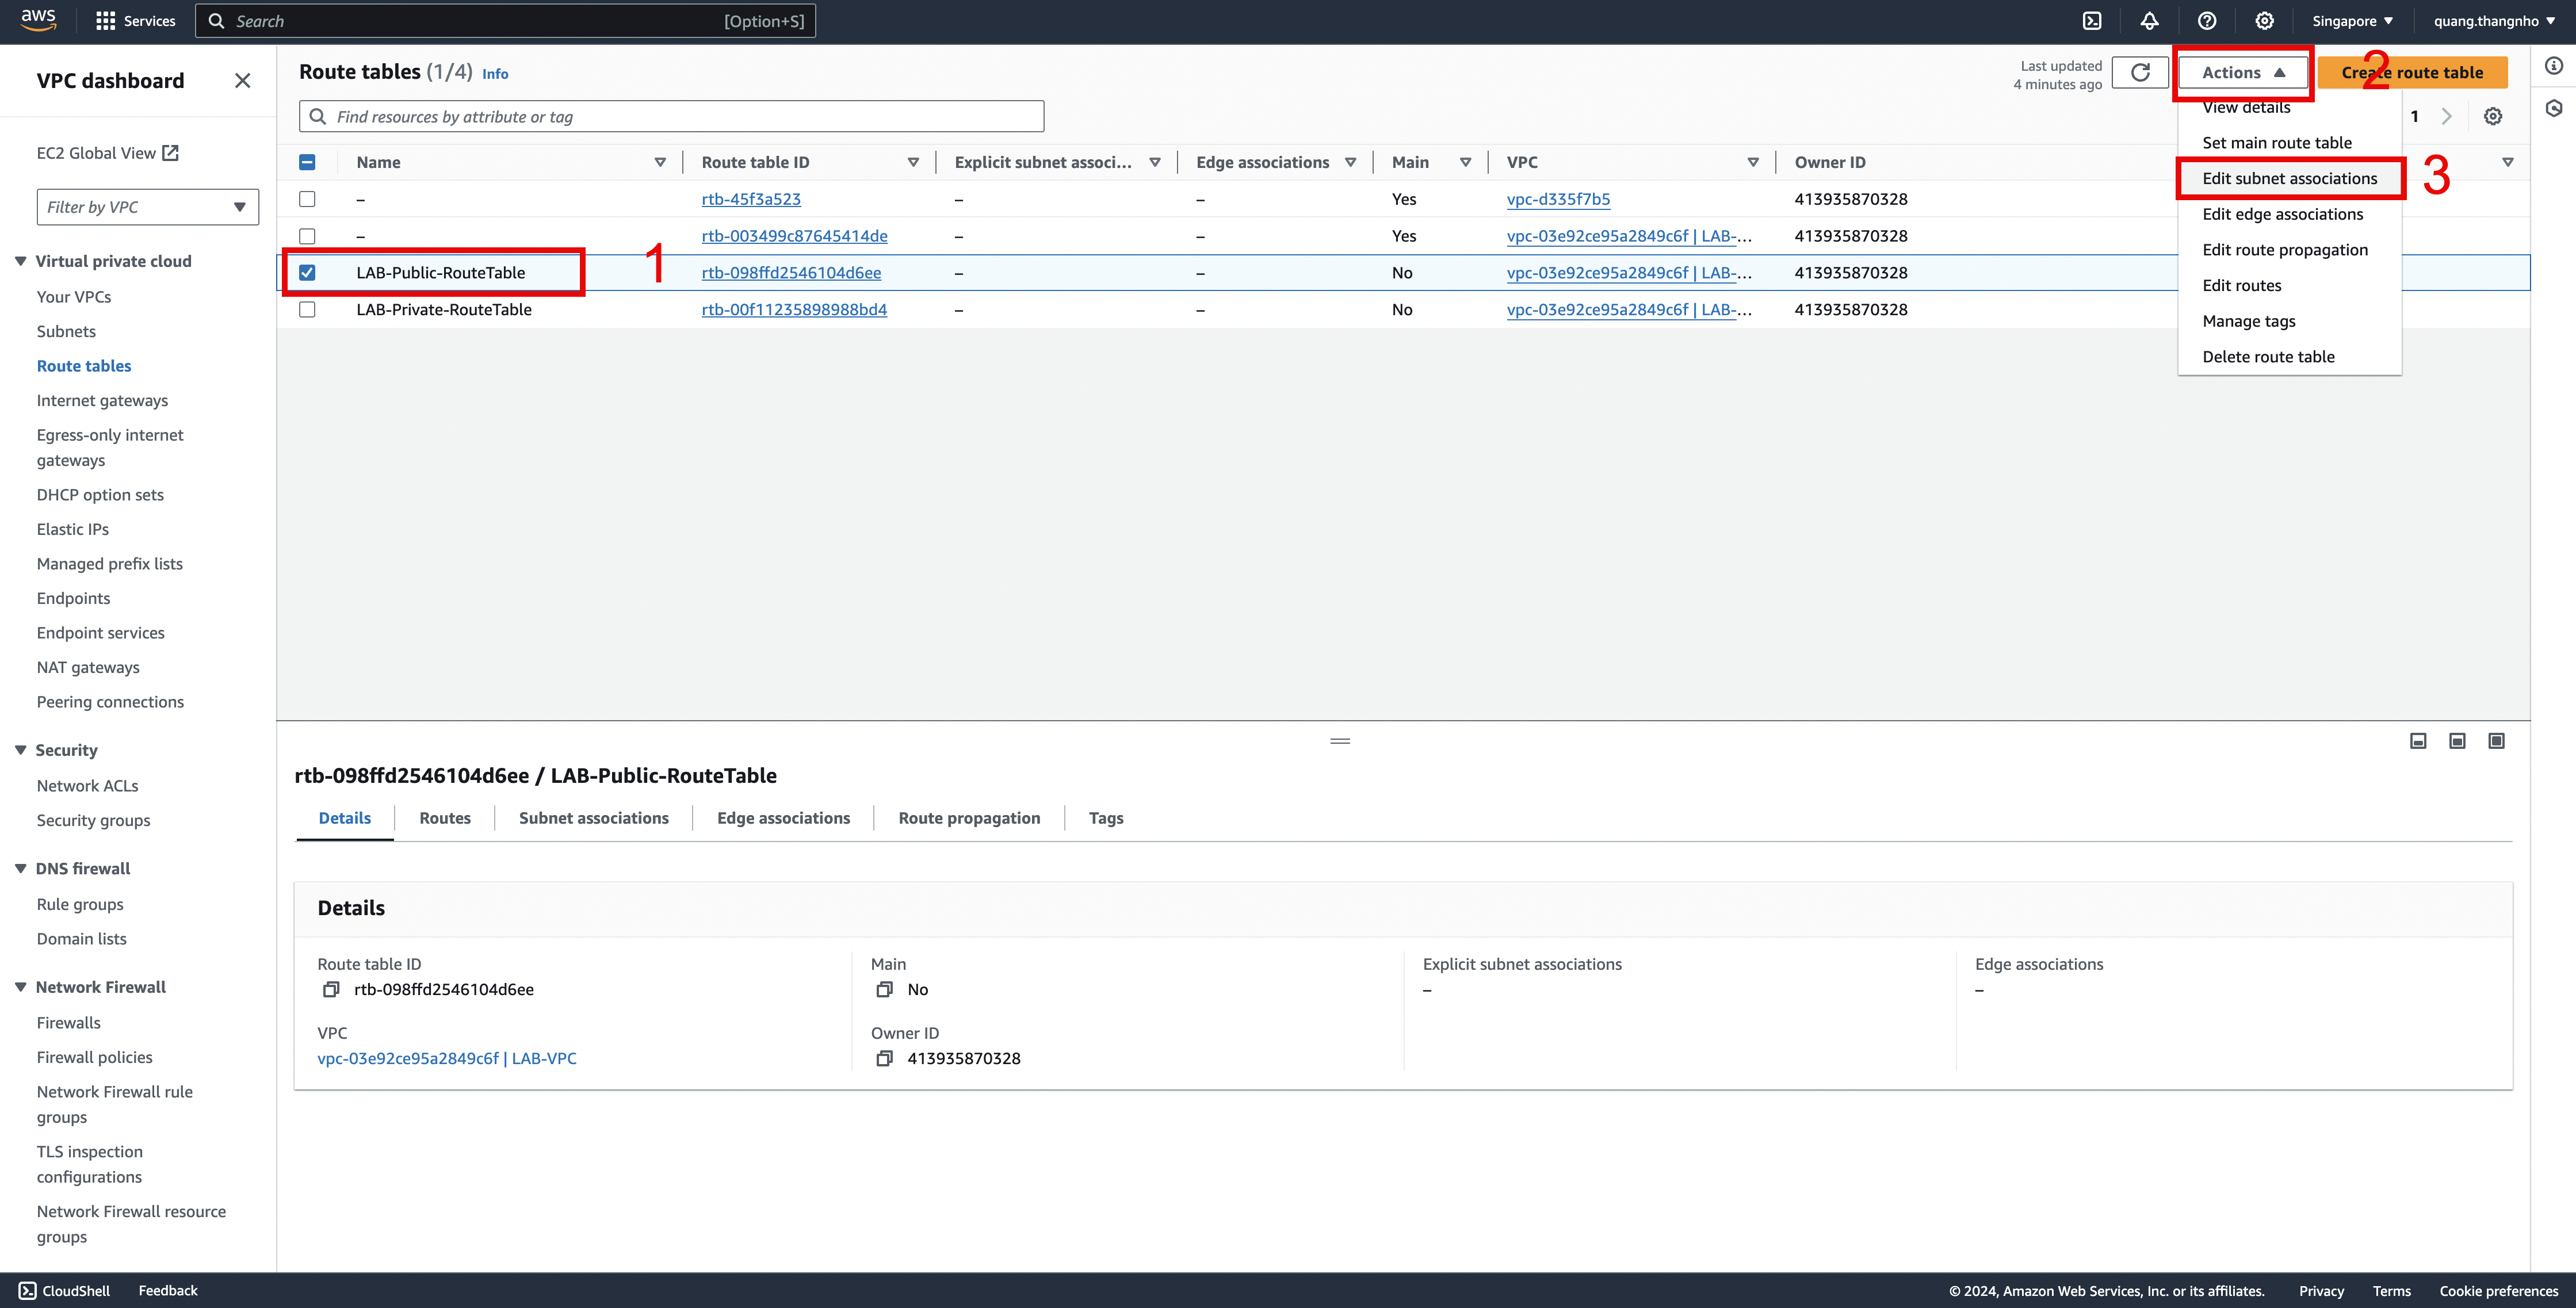 aws
Services
Search
[Option+S]
Singapore
quang.thangnho
VPC dashboard
EC2 Global View
Filter by VPC
Virtual private cloud
Your VPCs
Subnets
Route tables
Internet gateways
Egress-only internet
gateways
DHCP option sets
Elastic IPs
Managed prefix lists
Endpoints
Endpoint services
NAT gateways
Peering connections
Security
Network ACLs
Security groups
DNS firewall
Rule groups
Domain lists
Network Firewall
Firewalls
Firewall policies
Network Firewall rule
groups
TLS inspection
configurations
Network Firewall resource
groups
Route tables (1/4) Info
Last updated
4 minutes ago
Actions
2
Create route table
Find resources by attribute or tag
1
View details
Set main route table
Edit subnet associations
3
Edit edge associations
Edit route propagation
Edit routes
Manage tags
Delete route table
Name Route table ID Explicit subnet associ... Edge associations Main VPC Owner ID
– rtb-45f3a523 – – Yes vpc-d335f7b5 413935870328
– rtb-003499c87645414de – – Yes vpc-03e92ce95a2849c6f | LAB-... 413935870328
LAB-Public-RouteTable 1 rtb-098ffd2546104d6ee – – No vpc-03e92ce95a2849c6f | LAB-... 413935870328
LAB-Private-RouteTable rtb-00f11235898988bd4 – – No vpc-03e92ce95a2849c6f | LAB-... 413935870328
rtb-098ffd2546104d6ee / LAB-Public-RouteTable
Details Routes Subnet associations Edge associations Route propagation Tags
Details
Route table ID
rtb-098ffd2546104d6ee
Main
No
Explicit subnet associations
–
Edge associations
–
VPC
vpc-03e92ce95a2849c6f | LAB-VPC
Owner ID
413935870328
CloudShell
Feedback
© 2024, Amazon Web Services, Inc. or its affiliates.
Privacy
Terms
Cookie preferences